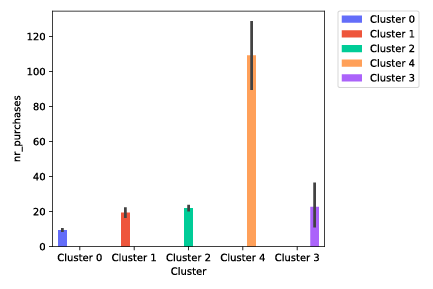 nr_purchases
120
100
80
60
40
20
0
Cluster 0 Cluster 1 Cluster 2 Cluster 4 Cluster 3
Cluster
Cluster 0
Cluster 1
Cluster 2
Cluster 4
Cluster 3